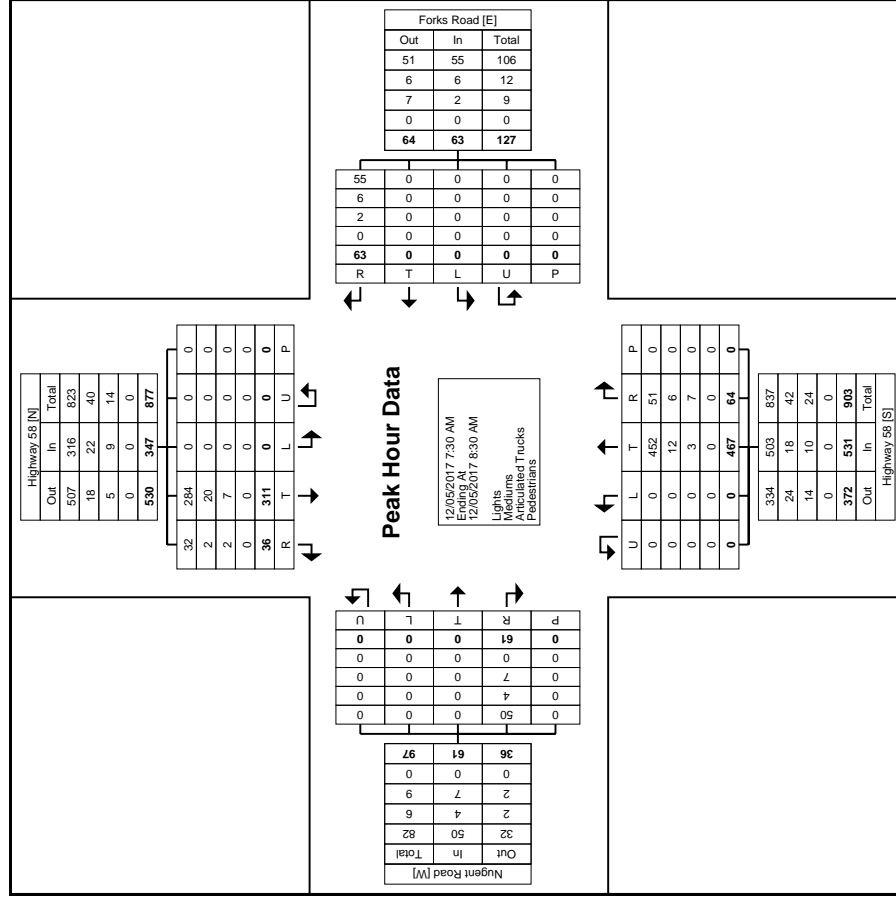 Forks Road [E]
Out In Total
51 55 106
6 6 12
7 2 9
0 0 0
64 63 127
55 0 0 0 0
6 0 0 0 0
2 0 0 0 0
0 0 0 0 0
63 0 0 0 0
R T L U P
Highway 58 [N]
Out In Total
507 316 823
18 22 40
5 9 14
0 0 0
530 347 877
32 284 0 0 0
2 20 0 0 0
2 7 0 0 0
0 0 0 0 0
36 311 0 0 0
R T L U P
Peak Hour Data
12/05/2017 7:30 AM
Ending At
12/05/2017 8:30 AM
Lights
Mediums
Articulated Trucks
Pedestrians
U L T R P
0 0 452 51 0
0 0 12 6 0
0 0 3 7 0
0 0 0 0 0
0 0 467 64 0
334 503 837
24 18 42
14 10 24
0 0 0
372 531 903
Out In Total
Highway 58 [S]
U L T R P
0 0 0 61 0
0 0 0 0 0
0 0 0 7 0
0 0 0 4 0
0 0 0 50 0
97 61 36
0 0 0
9 7 2
6 4 2
82 50 32
Total In Out
Nugent Road [W]